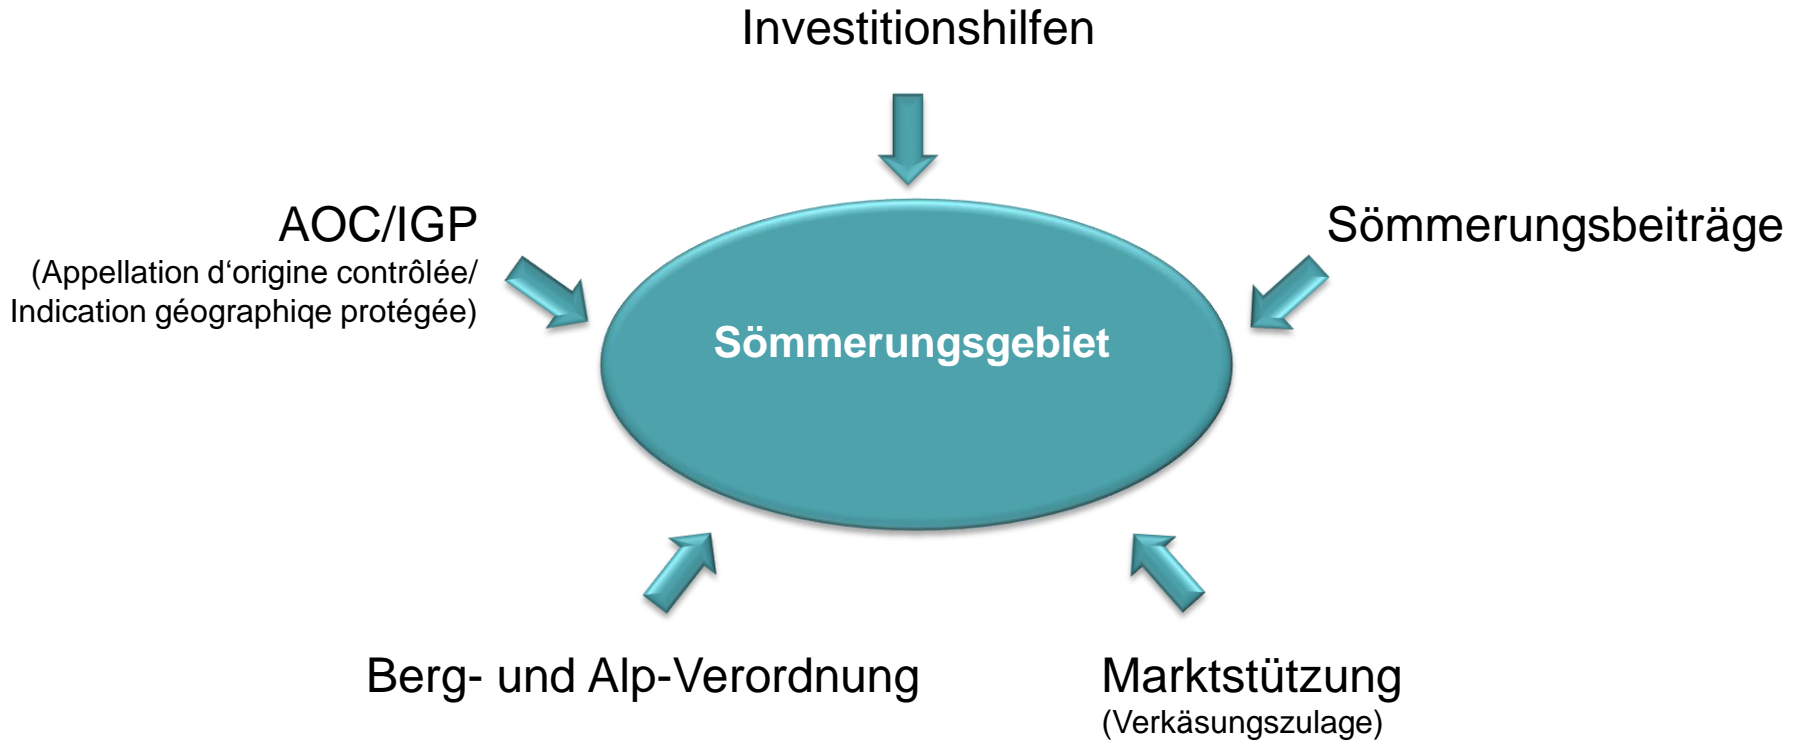 Investitionshilfen
AOC/IGP
(Appellation d‘origine contrôlée/
Indication géographiqe protégée)
Sömmerungsbeiträge
Sömmerungsgebiet
Berg- und Alp-Verordnung
Marktstützung
(Verkäsungszulage)